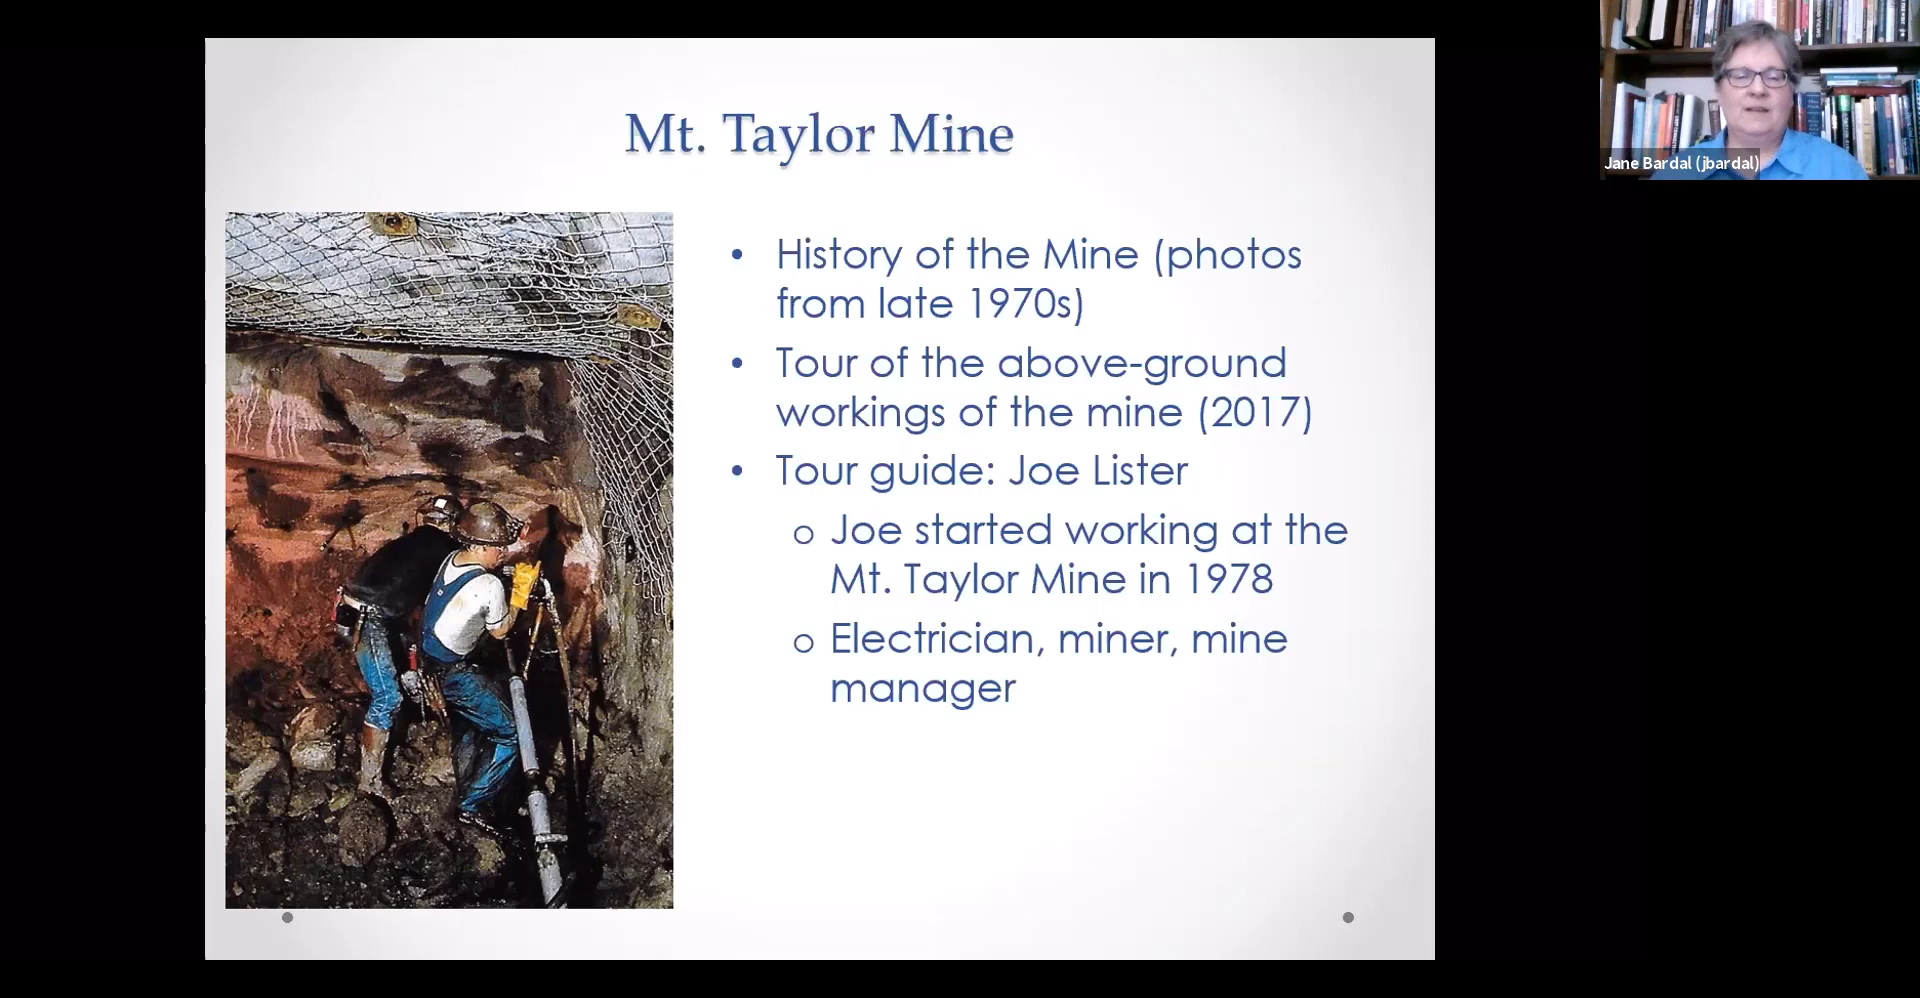 Mt. Taylor Mine
• History of the Mine (photos
from late 1970s)
• Tour of the above-ground
workings of the mine (2017)
• Tour guide: Joe Lister
o Joe started working at the
Mt. Taylor Mine in 1978
o Electrician, miner, mine
manager
Jane Bardal (jbardal)